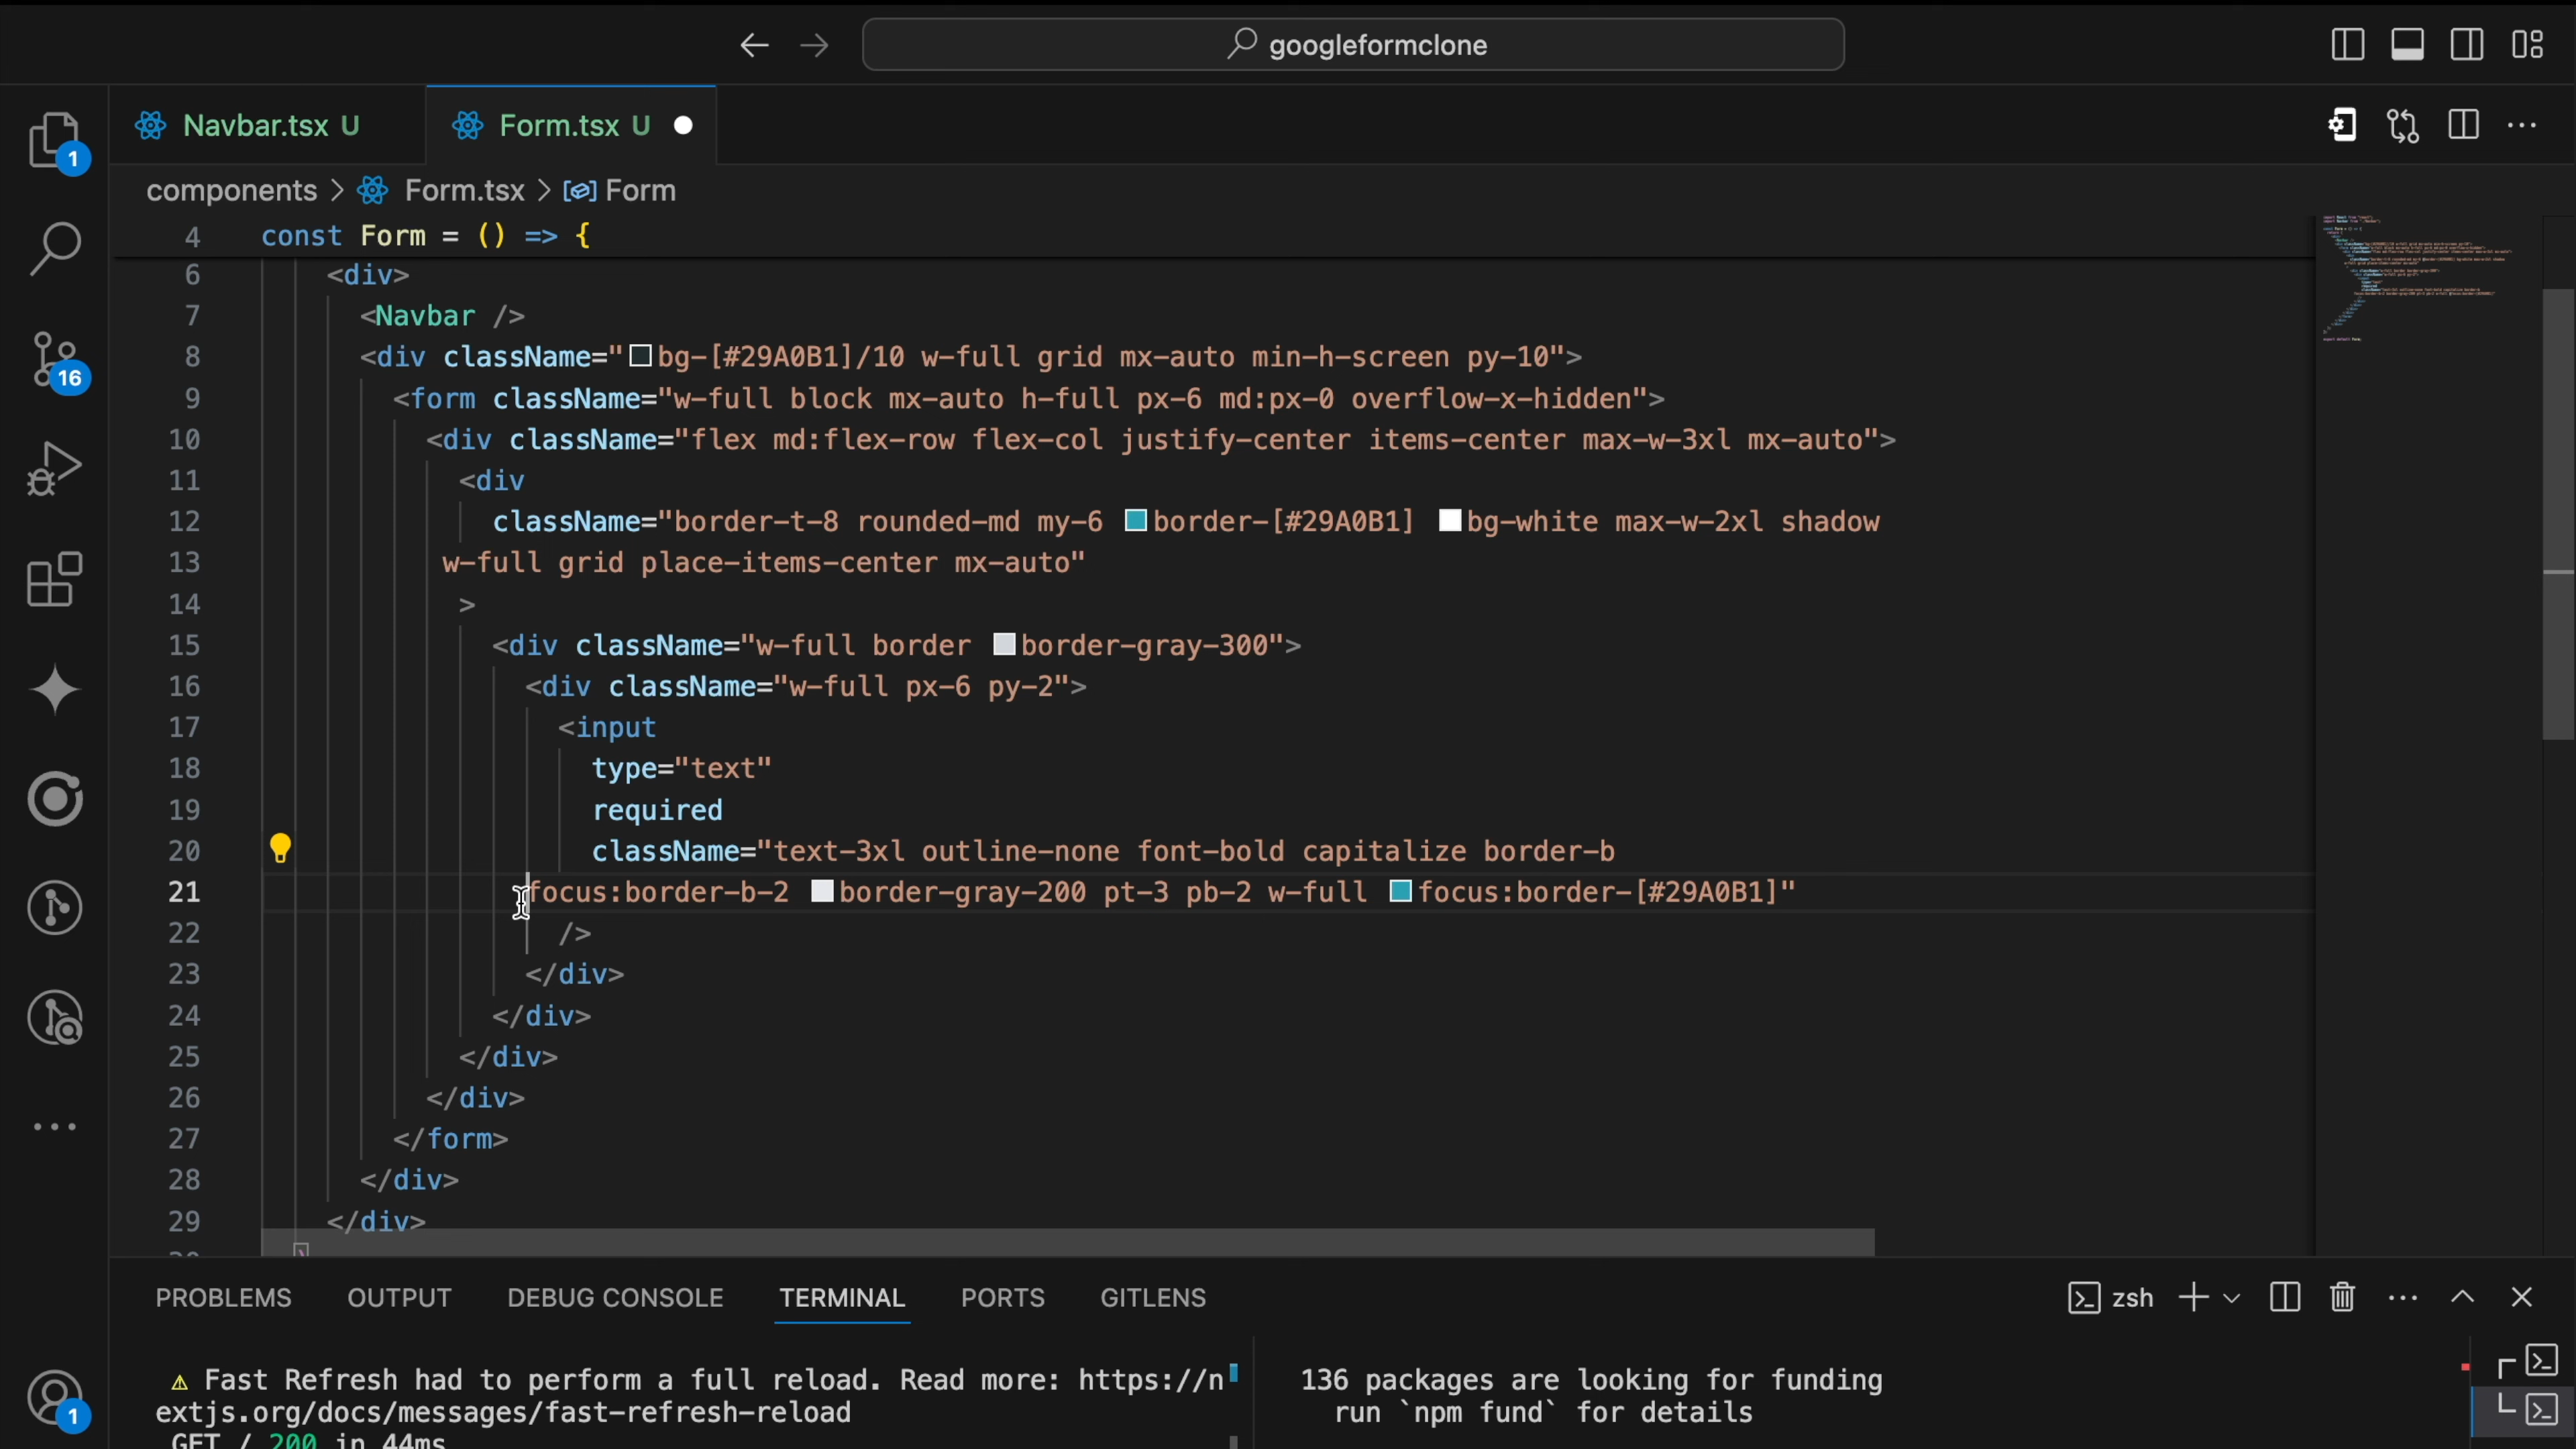 googleformclone
Navbar.tsx U
Form.tsx U
1
components > Form.tsx > Form
4 const Form = () => {
6 <div>
7 <Navbar />
8 <div className="bg-[#29A0B1]/10 w-full grid mx-auto min-h-screen py-10">
9 <form className="w-full block mx-auto h-full px-6 md:px-0 overflow-x-hidden">
10 <div className="flex md:flex-row flex-col justify-center items-center max-w-3xl mx-auto">
11 <div
12 className="border-t-8 rounded-md my-6 border-[#29A0B1] bg-white max-w-2xl shadow
13 w-full grid place-items-center mx-auto"
14 >
15 <div className="w-full border border-gray-300">
16 <div className="w-full px-6 py-2">
17 <input
18 type="text"
19 required
20 className="text-3xl outline-none font-bold capitalize border-b
21 focus:border-b-2 border-gray-200 pt-3 pb-2 w-full focus:border-[#29A0B1]"
22 />
23 </div>
24 </div>
25 </div>
26 </div>
27 </form>
28 </div>
29 </div>
16
1
PROBLEMS OUTPUT DEBUG CONSOLE TERMINAL PORTS GITLENS
zsh
⚠ Fast Refresh had to perform a full reload. Read more: https://n
extjs.org/docs/messages/fast-refresh-reload
GET / 200 in 44ms
136 packages are looking for funding
run `npm fund` for details